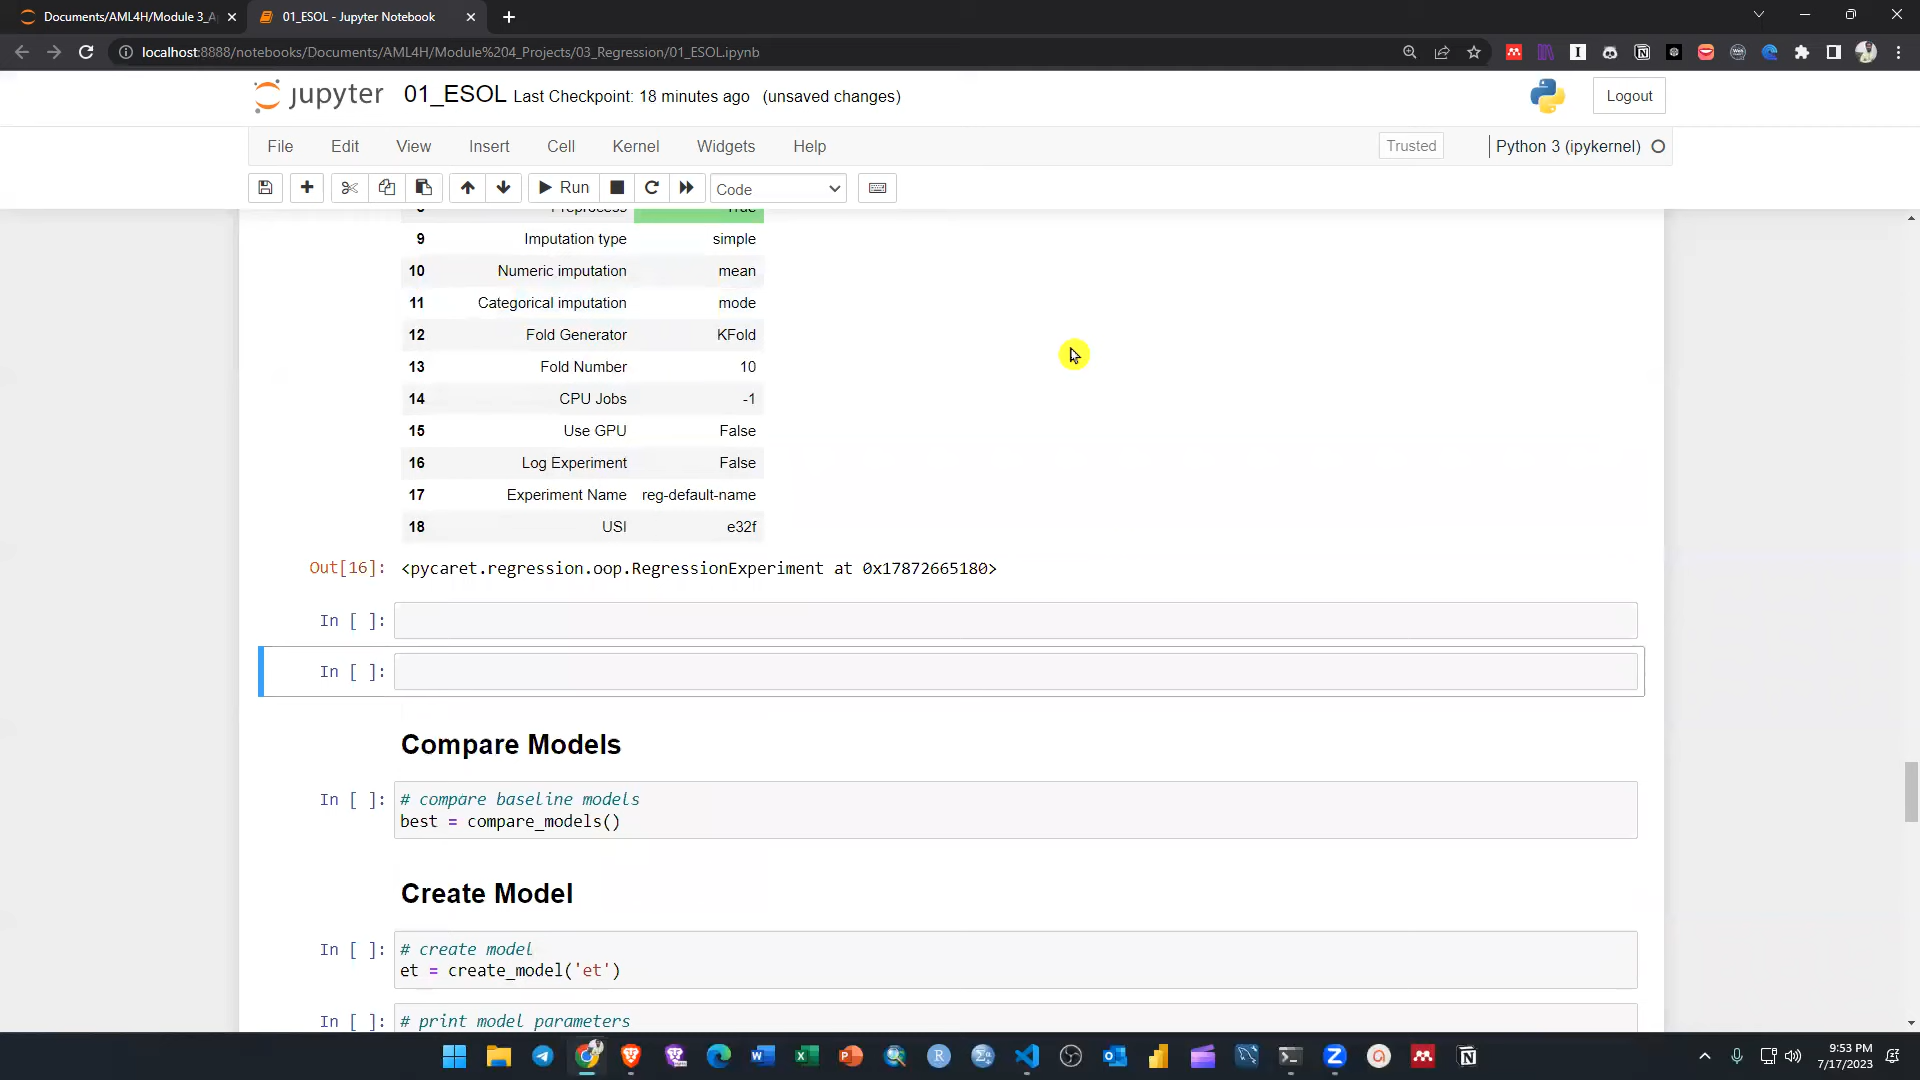 Documents/AML4H/Module 3_A
01_ESOL - Jupyter Notebook
localhost:8888/notebooks/Documents/AML4H/Module%204_Projects/03_Regression/01_ESOL.ipynb
jupyter 01_ESOL Last Checkpoint: 18 minutes ago (unsaved changes)
Logout
File Edit View Insert Cell Kernel Widgets Help
Trusted
Python 3 (ipykernel)
Run
Code
8 Preprocess True
9 Imputation type simple
10 Numeric imputation mean
11 Categorical imputation mode
12 Fold Generator KFold
13 Fold Number 10
14 CPU Jobs -1
15 Use GPU False
16 Log Experiment False
17 Experiment Name reg-default-name
18 USI e32f
Out[16]: <pycaret.regression.oop.RegressionExperiment at 0x17872665180>
In [ ]:
In [ ]:
Compare Models
In [ ]: # compare baseline models
best = compare_models()
Create Model
In [ ]: # create model
et = create_model('et')
In [ ]: # print model parameters
9:53 PM
7/17/2023